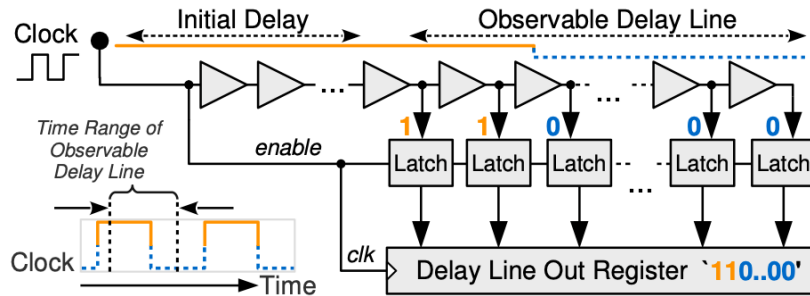 Clock
Initial Delay
Observable Delay Line
...
...
1
1
0
0
0
Time Range of
Observable
Delay Line
enable
Latch
Latch
Latch
Latch
Latch
...
Clock
Time
clk
Delay Line Out Register `110..00'